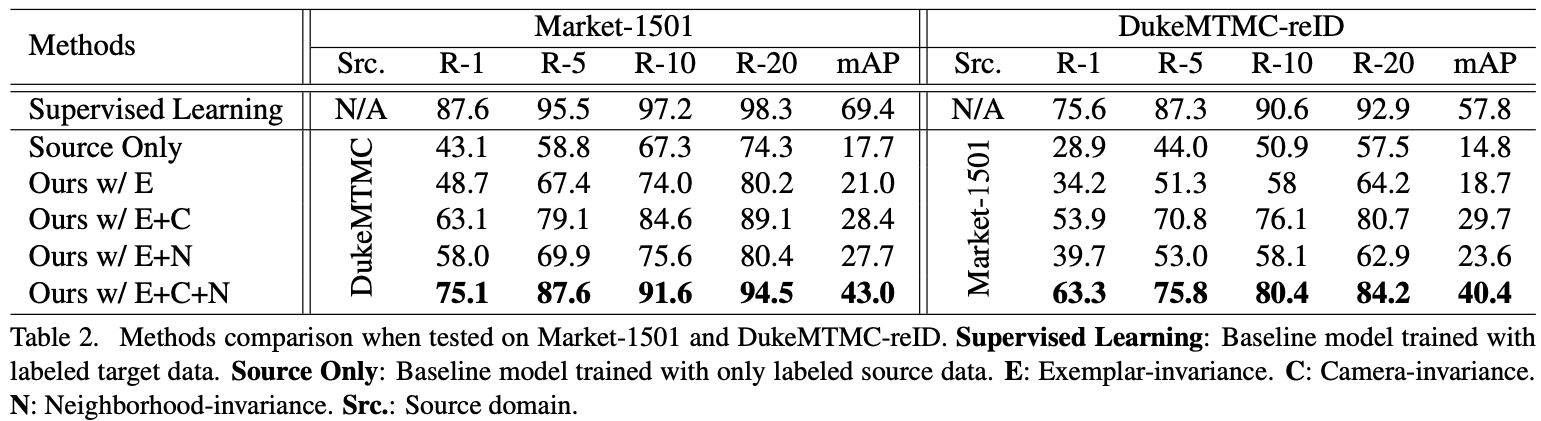 Methods Market-1501 DukeMTMC-reID
Src. R-1 R-5 R-10 R-20 mAP Src. R-1 R-5 R-10 R-20 mAP
Supervised Learning N/A 87.6 95.5 97.2 98.3 69.4 N/A 75.6 87.3 90.6 92.9 57.8
Source Only DukeMTMC 43.1 58.8 67.3 74.3 17.7 Market-1501 28.9 44.0 50.9 57.5 14.8
Ours w/ E 48.7 67.4 74.0 80.2 21.0 34.2 51.3 58 64.2 18.7
Ours w/ E+C 63.1 79.1 84.6 89.1 28.4 53.9 70.8 76.1 80.7 29.7
Ours w/ E+N 58.0 69.9 75.6 80.4 27.7 39.7 53.0 58.1 62.9 23.6
Ours w/ E+C+N 75.1 87.6 91.6 94.5 43.0 63.3 75.8 80.4 84.2 40.4
Table 2. Methods comparison when tested on Market-1501 and DukeMTMC-reID. Supervised Learning: Baseline model trained with
labeled target data. Source Only: Baseline model trained with only labeled source data. E: Exemplar-invariance. C: Camera-invariance.
N: Neighborhood-invariance. Src.: Source domain.